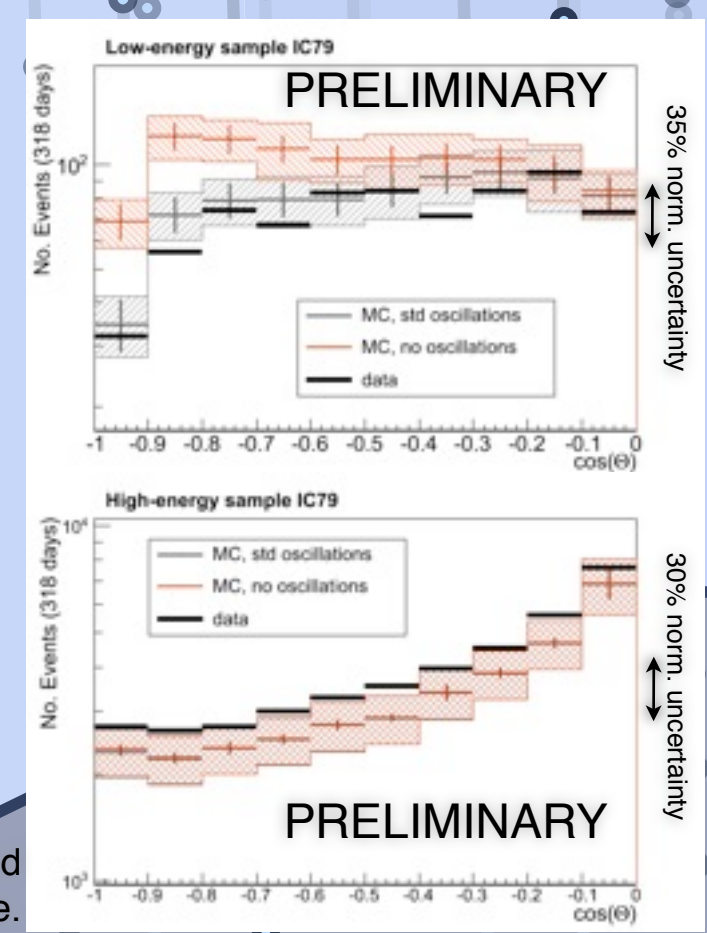 Low-energy sample IC79
PRELIMINARY
No. Events (318 days)
10²
MC, std oscillations
MC, no oscillations
data
-1 -0.9 -0.8 -0.7 -0.6 -0.5 -0.4 -0.3 -0.2 -0.1 0
cos(Θ)
35% norm. uncertainty
High-energy sample IC79
No. Events (318 days)
10⁴
MC, std oscillations
MC, no oscillations
data
PRELIMINARY
10³
-1 -0.9 -0.8 -0.7 -0.6 -0.5 -0.4 -0.3 -0.2 -0.1 0
cos(Θ)
30% norm. uncertainty
d
e.